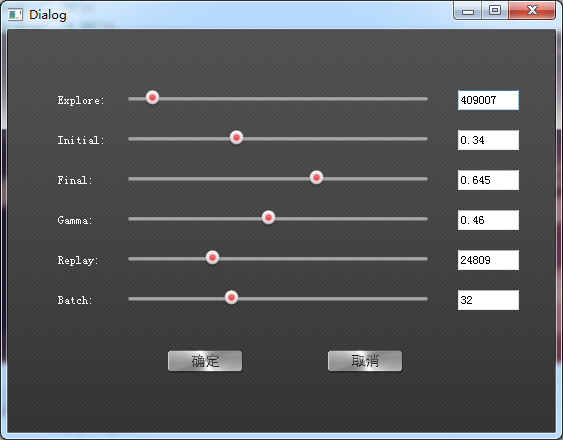 Dialog
Explore: 409007
Initial: 0.34
Final: 0.645
Gamma: 0.46
Replay: 24809
Batch: 32
确定 取消